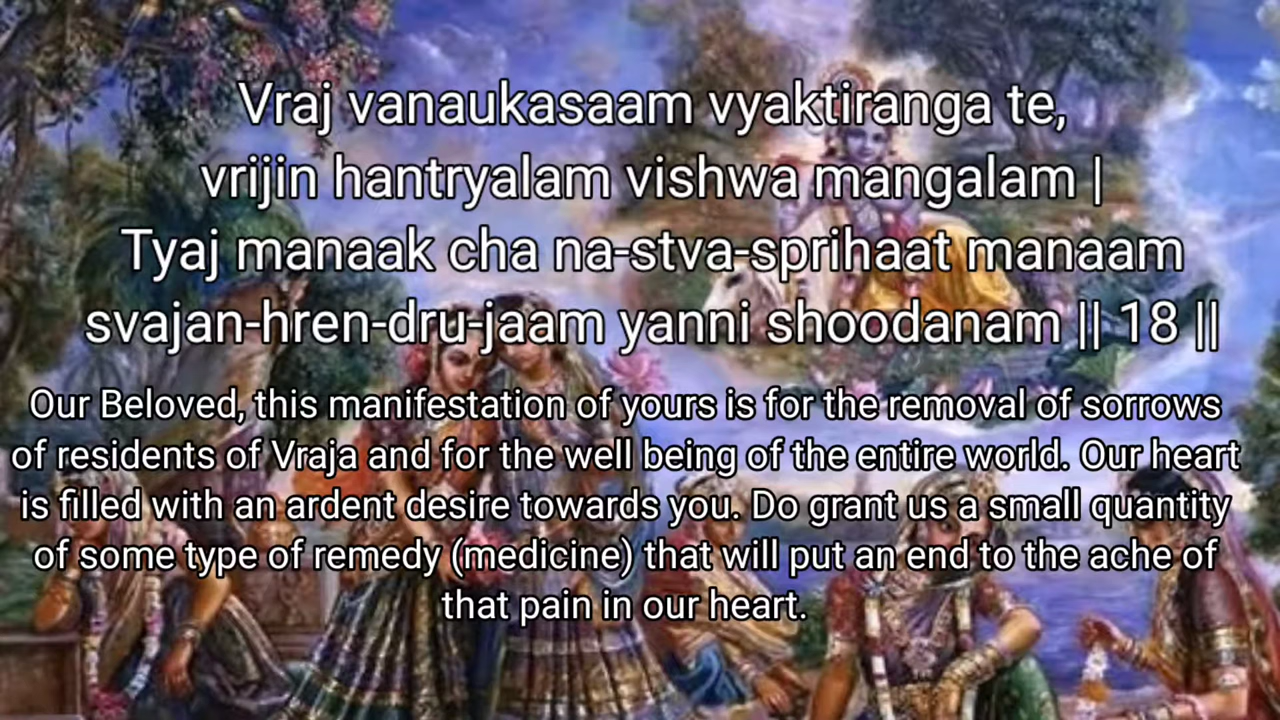 Vraj vanaukasaam vyaktiranga te,
vrijin hantryalam vishwa mangalam |
Tyaj manaak cha na-stva-sprihaat manaam
svajan-hren-dru-jaam yanni shoodanam || 18 ||
Our Beloved, this manifestation of yours is for the removal of sorrows
of residents of Vraja and for the well being of the entire world. Our heart
is filled with an ardent desire towards you. Do grant us a small quantity
of some type of remedy (medicine) that will put an end to the ache of
that pain in our heart.